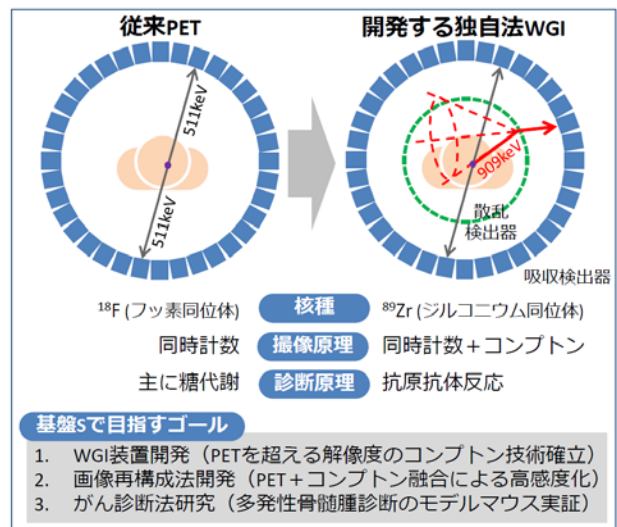 従来PET
開発する独自法WGI
511keV
511keV
909keV
散乱
検出器
吸収検出器
¹⁸F (フッ素同位体) 核種 ⁸⁹Zr (ジルコニウム同位体)
同時計数 撮像原理 同時計数＋コンプトン
主に糖代謝 診断原理 抗原抗体反応
基盤Sで目指すゴール
1. WGI装置開発（PETを超える解像度のコンプトン技術確立）
2. 画像再構成法開発（PET＋コンプトン融合による高感度化）
3. がん診断法研究（多発性骨髄腫診断のモデルマウス実証）